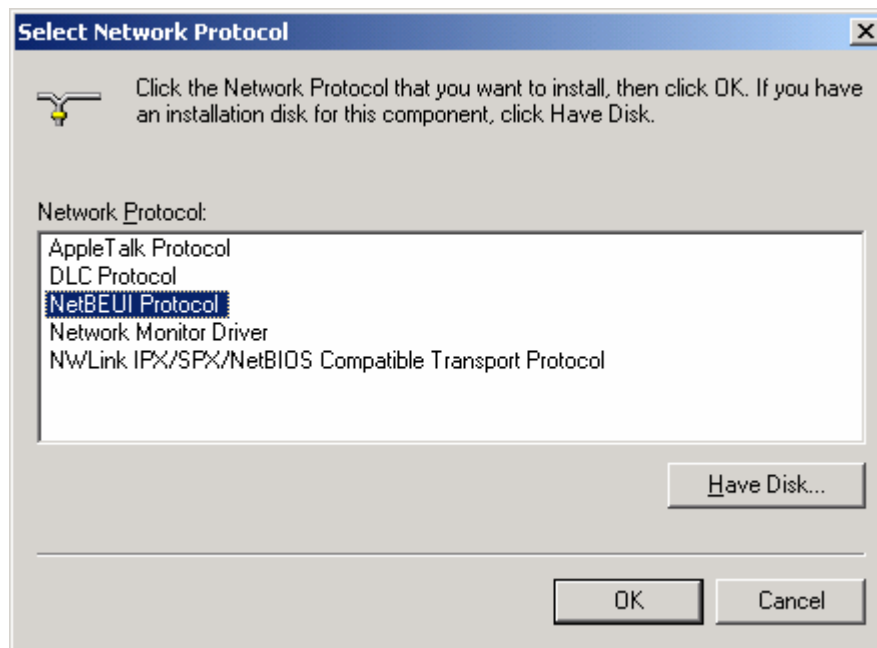 Select Network Protocol
Click the Network Protocol that you want to install, then click OK. If you have
an installation disk for this component, click Have Disk.
Network Protocol:
AppleTalk Protocol
DLC Protocol
NetBEUI Protocol
Network Monitor Driver
NWLink IPX/SPX/NetBIOS Compatible Transport Protocol
Have Disk...
OK
Cancel